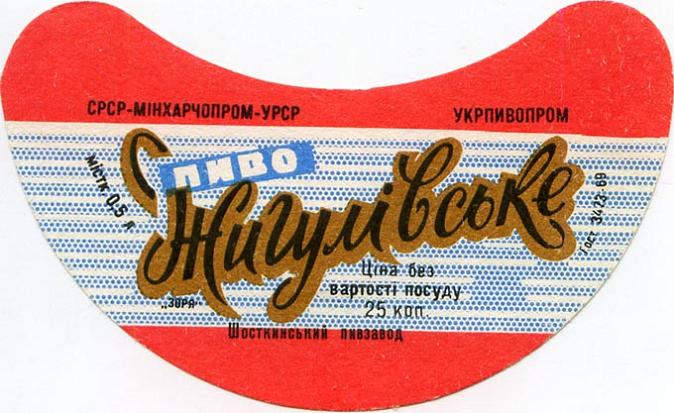 СРСР-МІНХАРЧОПРОМ-УРСР
УКРПИВОПРОМ
ПИВО
Жигулівське
містк 0,5 л
Гост 3473-69
Ціна без
вартості посуду
25 коп.
„ЗОРЯ"
Шосткинський пивзавод